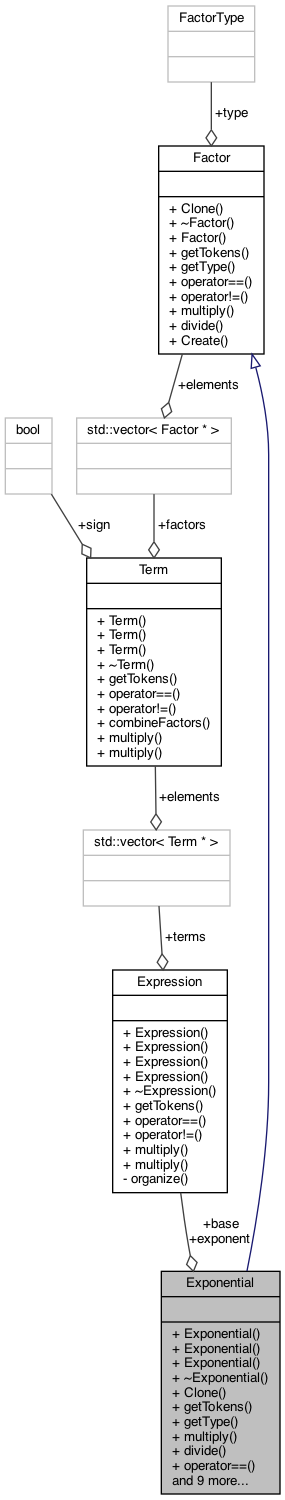 FactorType
+type
Factor
+ Clone()
+ ~Factor()
+ Factor()
+ getTokens()
+ getType()
+ operator==()
+ operator!=()
+ multiply()
+ divide()
+ Create()
+elements
bool
std::vector< Factor * >
+sign
+factors
Term
+ Term()
+ Term()
+ Term()
+ ~Term()
+ getTokens()
+ operator==()
+ operator!=()
+ combineFactors()
+ multiply()
+ multiply()
+elements
std::vector< Term * >
+terms
Expression
+ Expression()
+ Expression()
+ Expression()
+ Expression()
+ ~Expression()
+ getTokens()
+ operator==()
+ operator!=()
+ multiply()
+ multiply()
- organize()
+base
+exponent
Exponential
+ Exponential()
+ Exponential()
+ Exponential()
+ ~Exponential()
+ Clone()
+ getTokens()
+ getType()
+ multiply()
+ divide()
+ operator==()
and 9 more...